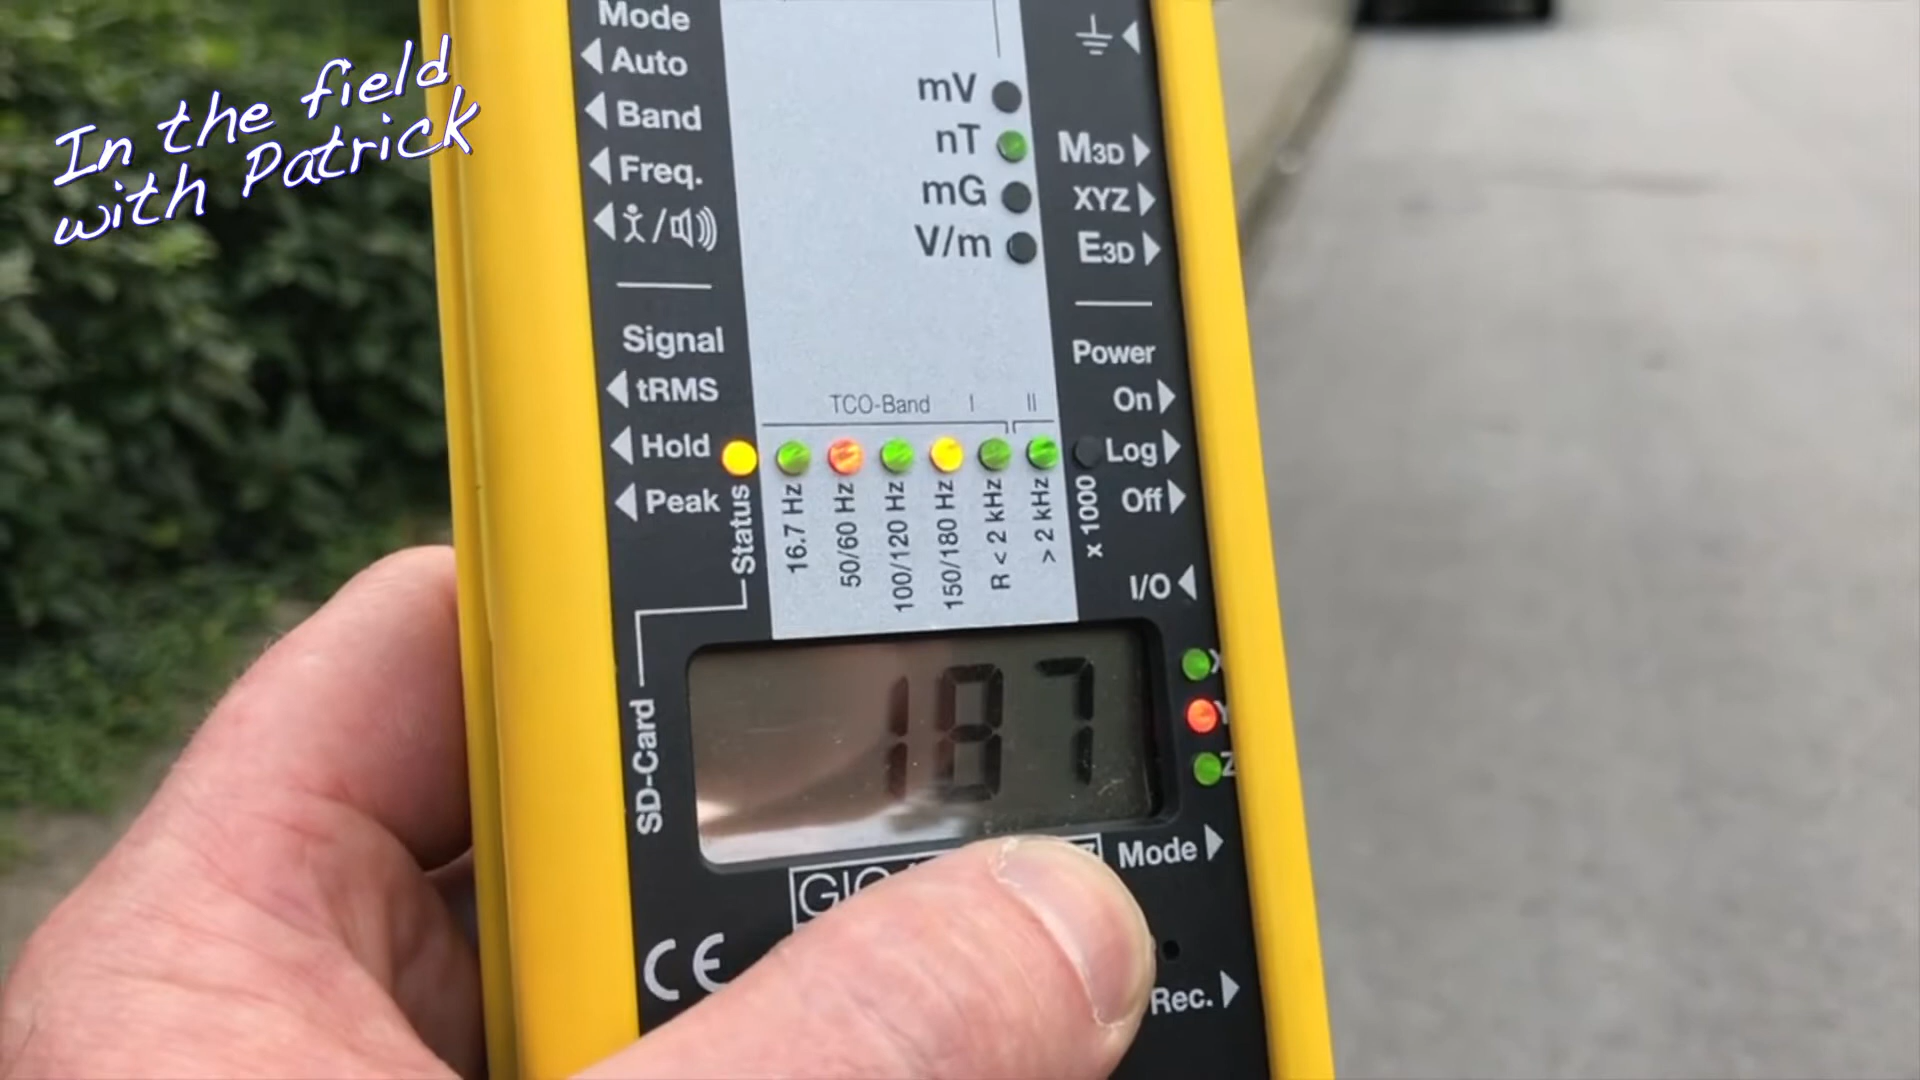 In the field
with Patrick
Mode
Auto
Band
Freq.
Signal
tRMS
Hold
Peak
Status
SD-Card
mV
nT
mG
V/m
TCO-Band I II
16.7 Hz
50/60 Hz
100/120 Hz
150/180 Hz
R < 2 kHz
> 2 kHz
x 1000
M3D
XYZ
E3D
Power
On
Log
Off
I/O
X
Y
Z
187
Mode
CE
Rec.